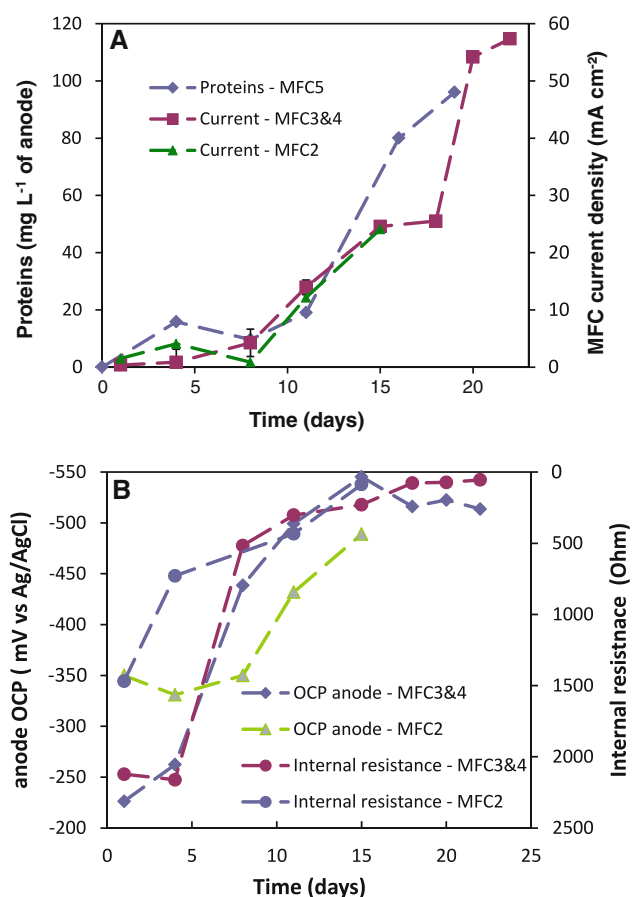 A
Proteins (mg L⁻¹ of anode)
120
100
80
60
40
20
0
Proteins - MFC5
Current - MFC3&4
Current - MFC2
60
50
40
30
20
10
0
MFC current density (mA cm⁻²)
0 5 10 15 20
Time (days)
B
anode OCP ( mV vs Ag/AgCl)
-550
-500
-450
-400
-350
-300
-250
-200
OCP anode - MFC3&4
OCP anode - MFC2
Internal resistance - MFC3&4
Internal resistance - MFC2
0
500
1000
1500
2000
2500
Internal resistnace (Ohm)
0 5 10 15 20 25
Time (days)